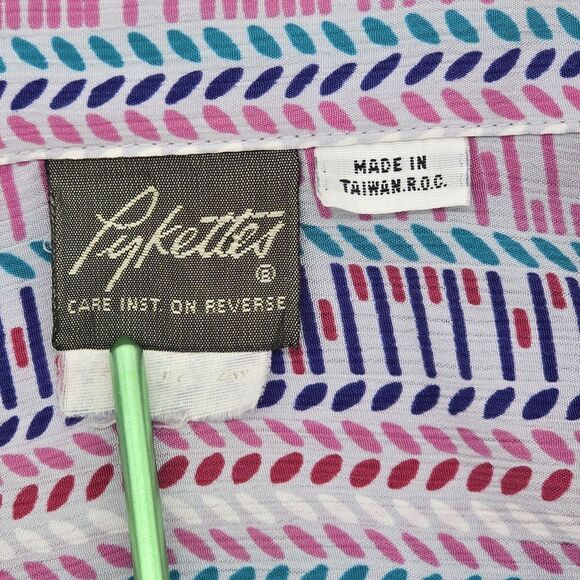 Pykettes
®
CARE INST. ON REVERSE
MADE IN
TAIWAN.R.O.C.